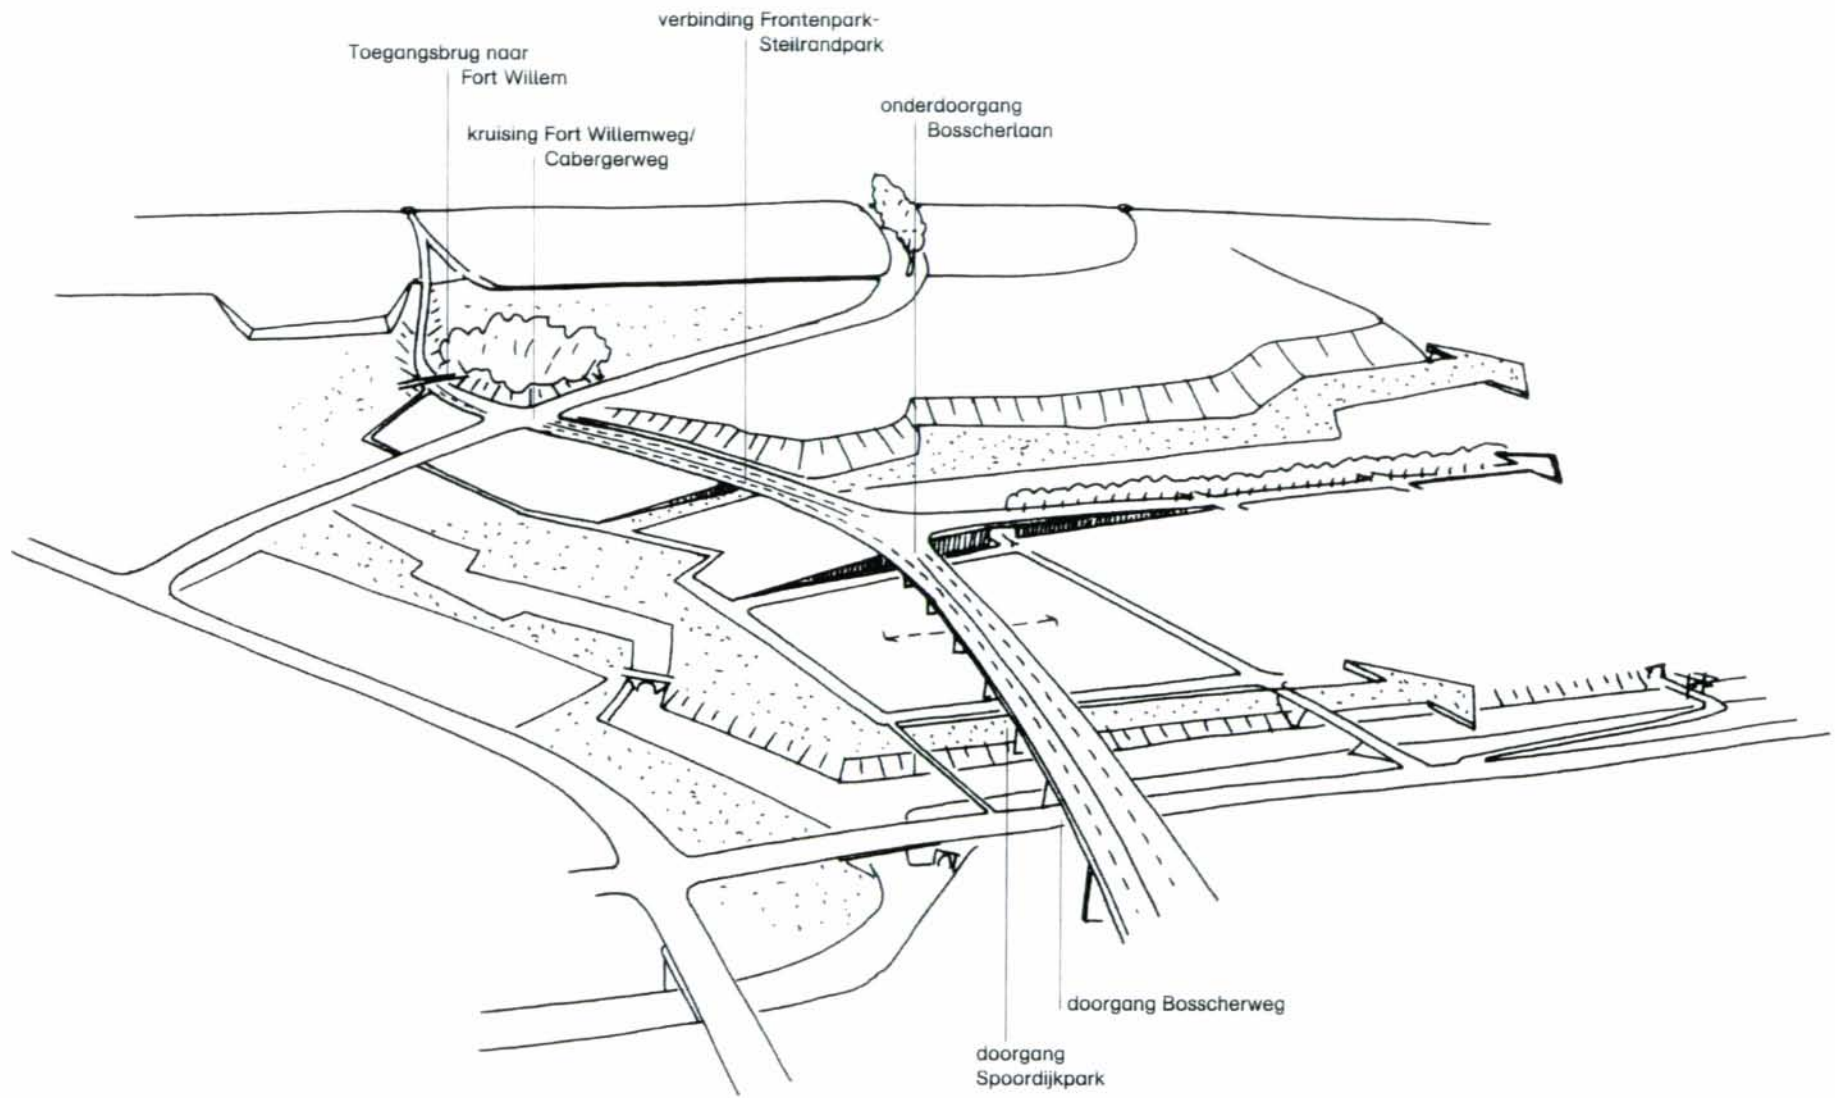 verbinding Frontenpark-
Steilrandpark
Toegangsbrug naar
Fort Willem
onderdoorgang
Bosscherlaan
kruising Fort Willemweg/
Cabergerweg
doorgang Bosscherweg
doorgang
Spoordijkpark